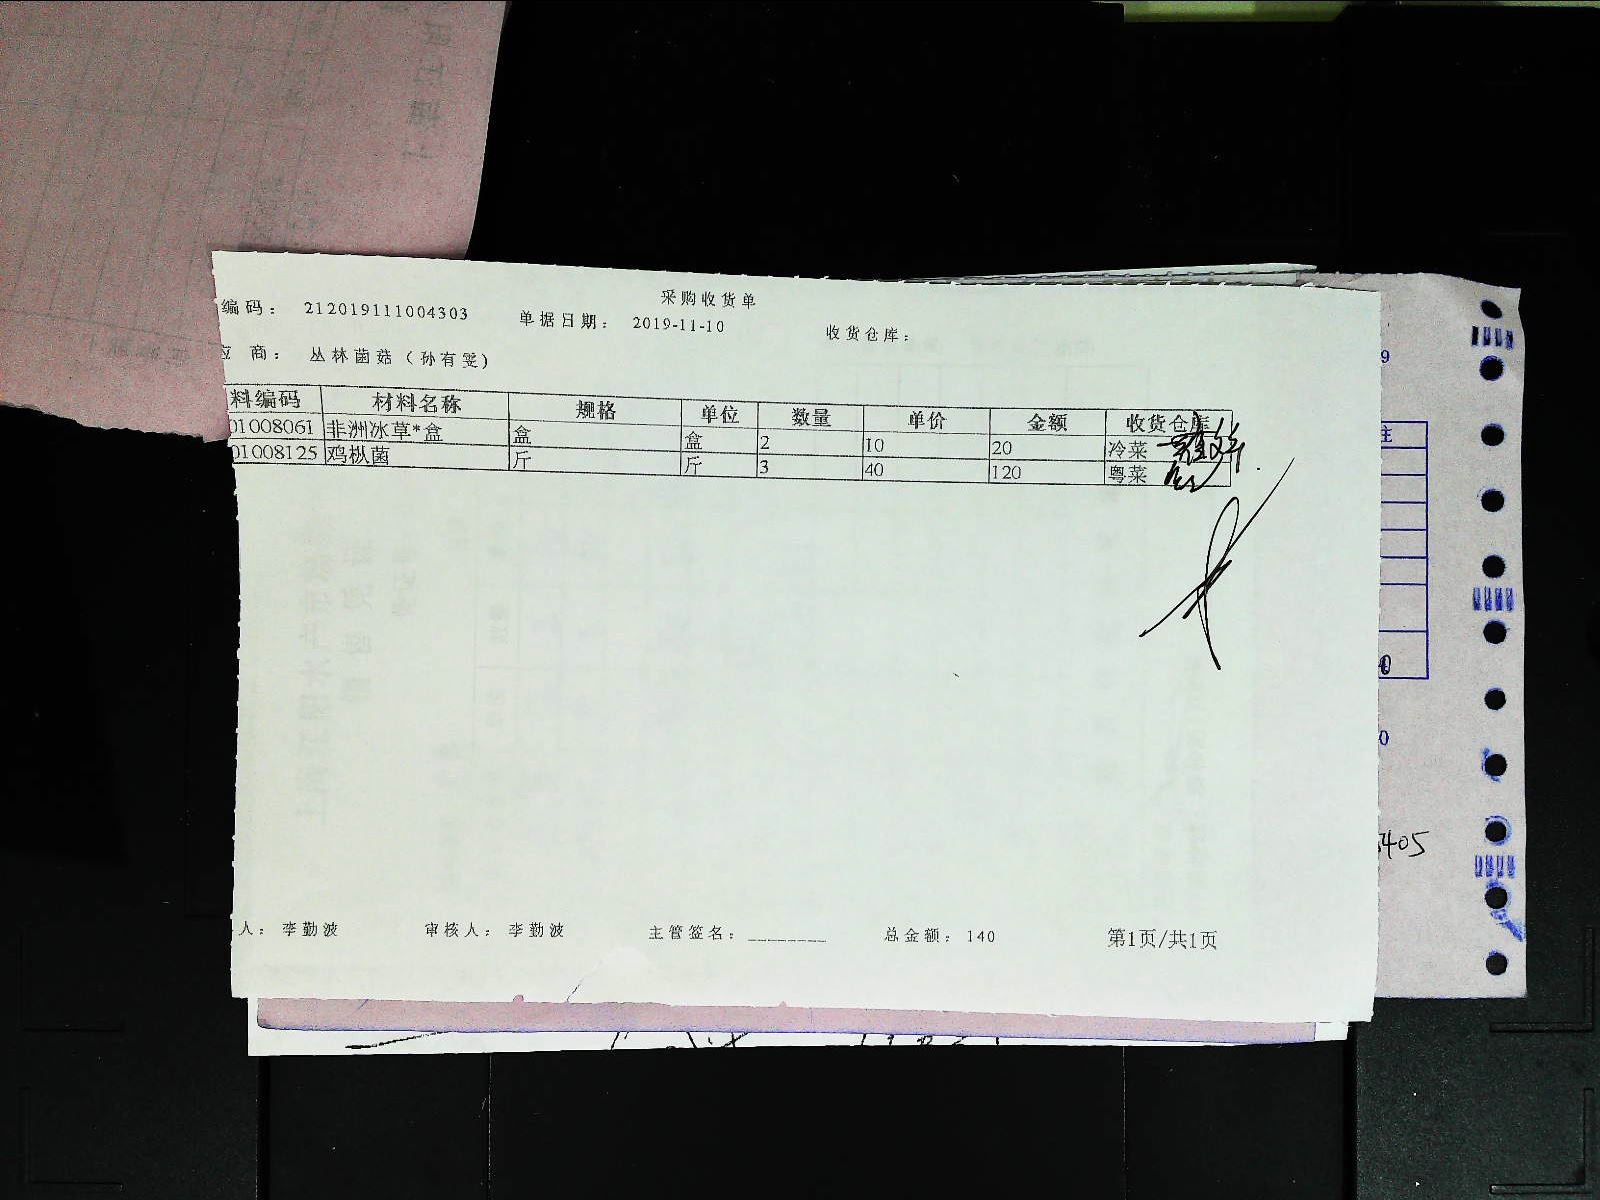 采购收货单
编码： 212019111004303 单据日期： 2019-11-10 收货仓库：
应 商： 丛林菌菇（孙有雯）
料编码 材料名称 规格 单位 数量 单价 金额 收货仓库
01008061 非洲冰草*盒 盒 盒 2 10 20 冷菜
01008125 鸡枞菌 斤 斤 3 40 120 粤菜
人： 李勤波 审核人： 李勤波 主管签名：________ 总金额： 140 第1页/共1页
9
注
0
0
405